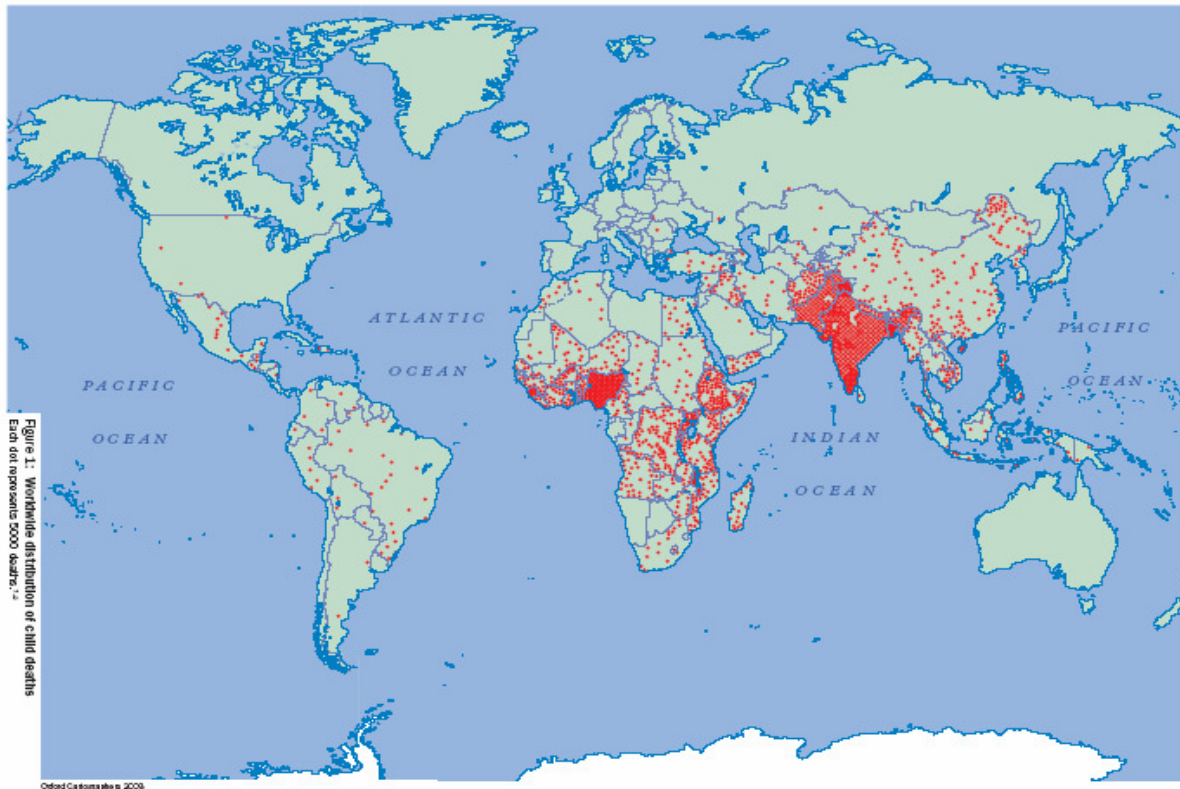 ATLANTIC
OCEAN
PACIFIC
OCEAN
PACIFIC
OCEAN
INDIAN
OCEAN
Figure 1: Worldwide distribution of child deaths
Each dot represents 5000 deaths.
Oxford Cartographers 2003.